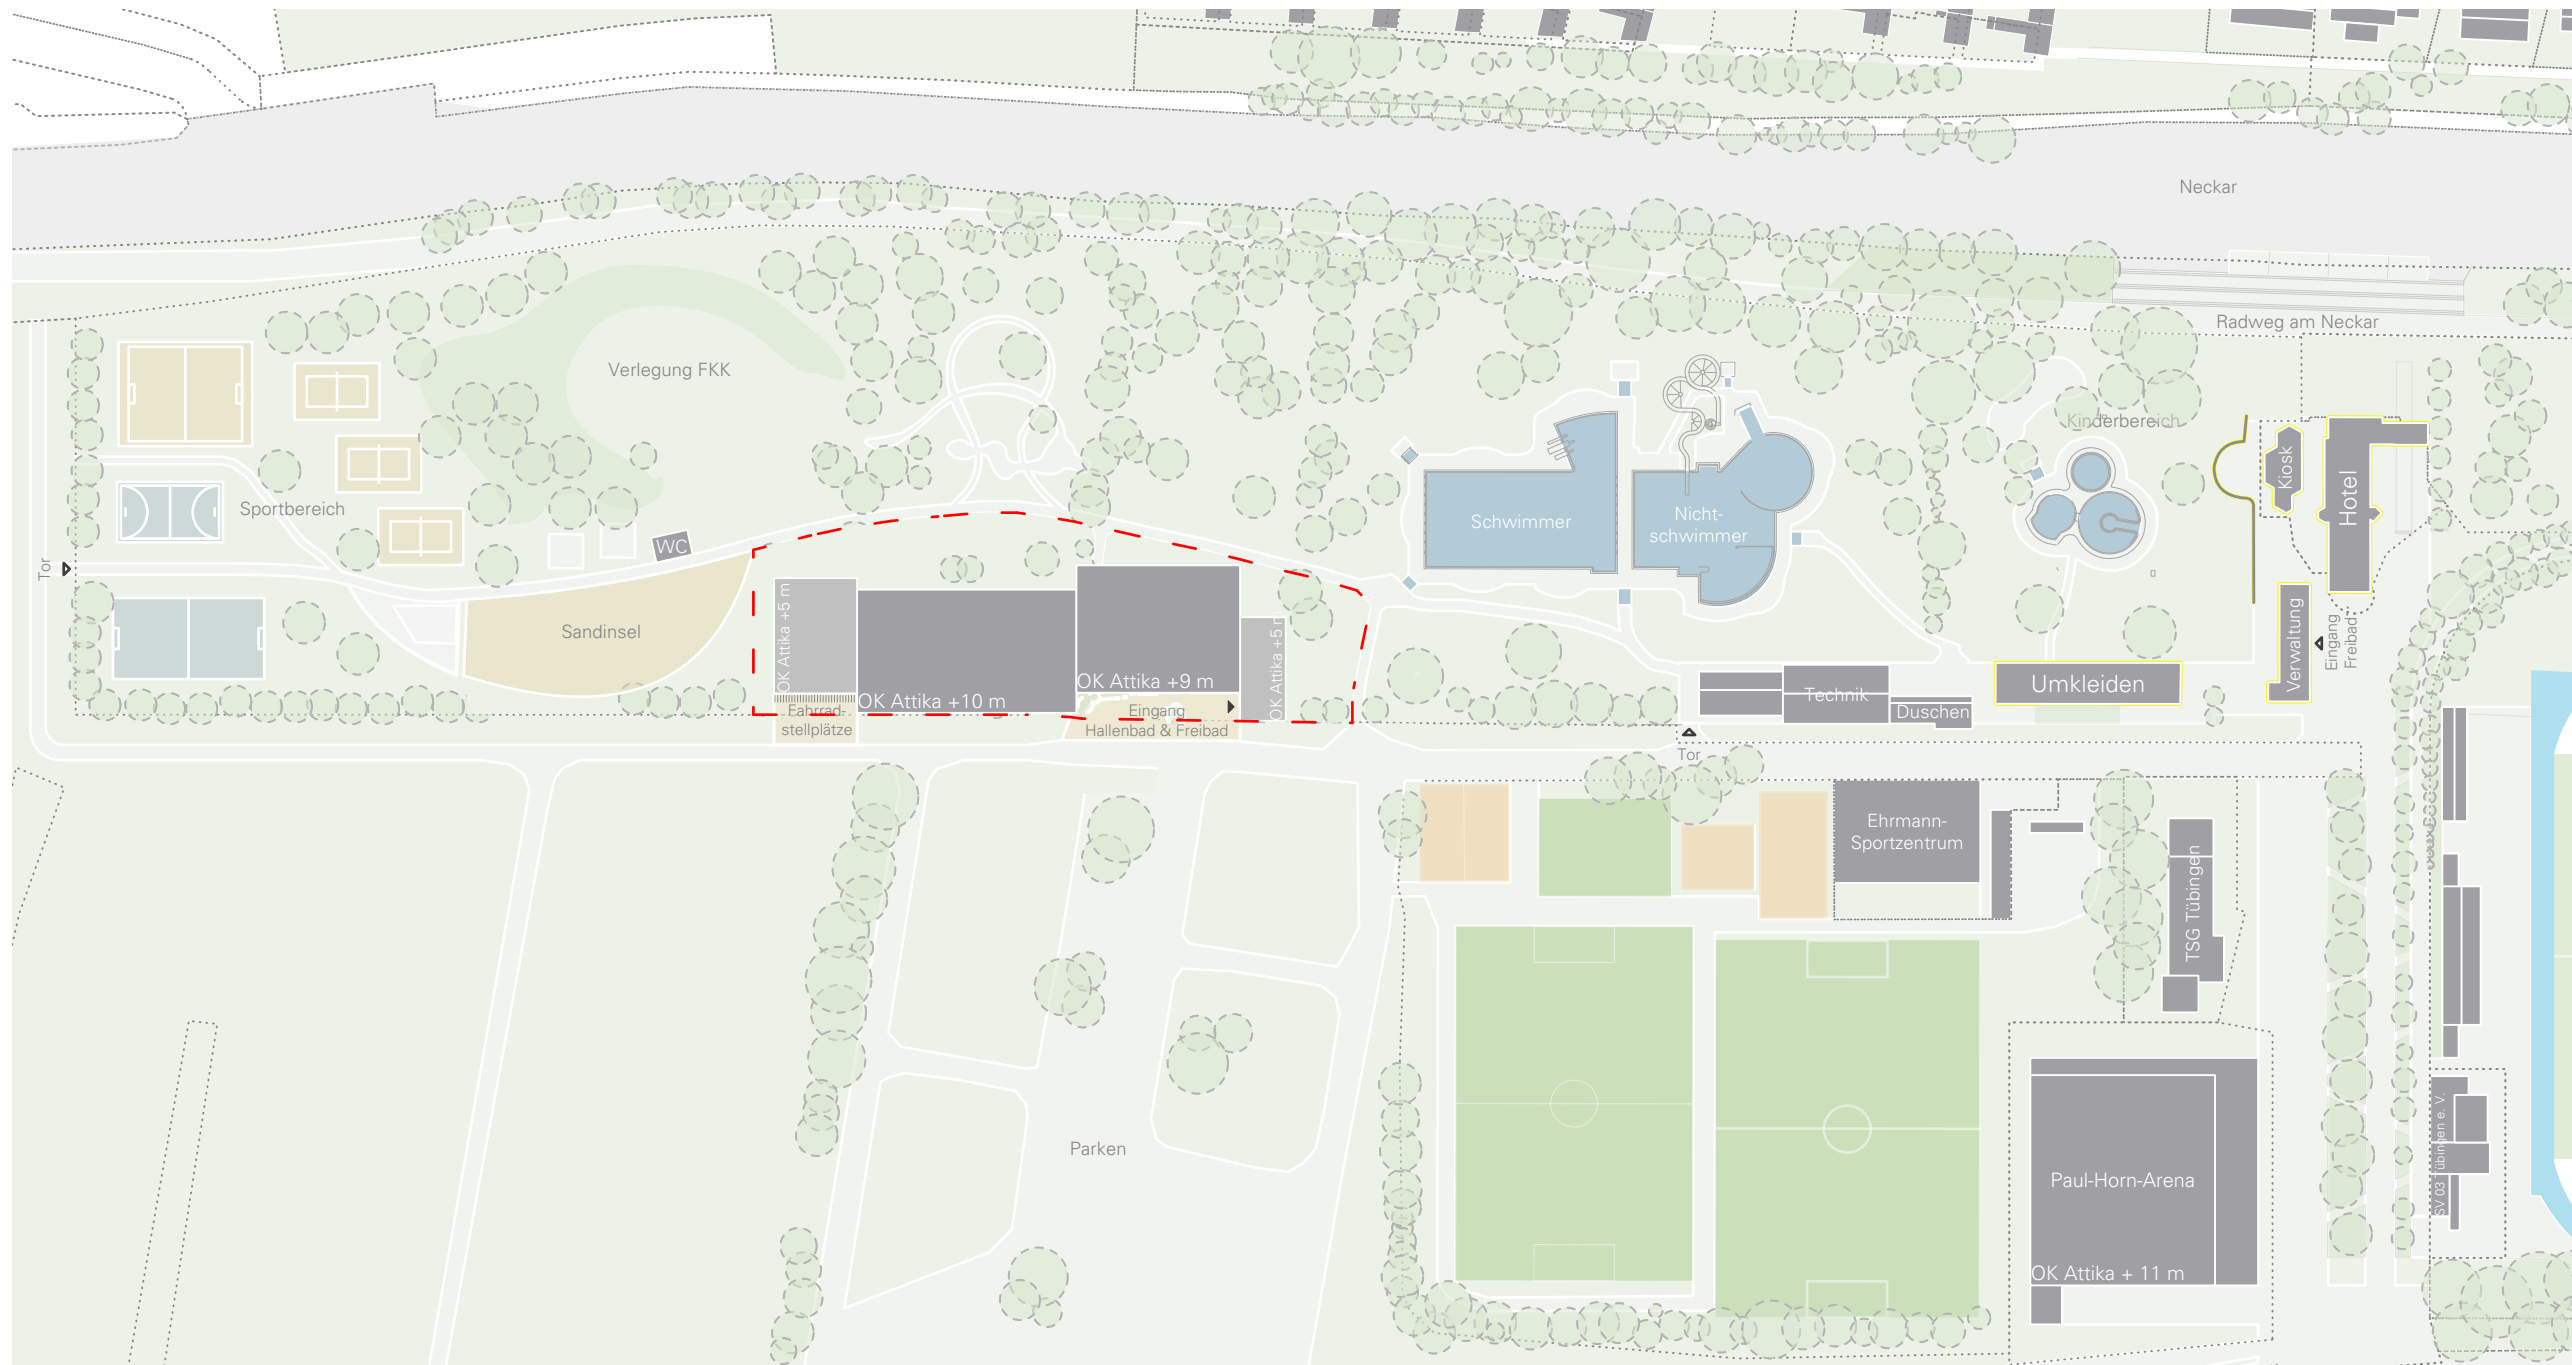 Neckar
Radweg am Neckar
Verlegung FKK
Kinderbereich
Kiosk
Hotel
Sportbereich
Schwimmer
Nicht-
schwimmer
WC
Tor
Sandinsel
OK Attika +5 m
OK Attika +10 m
OK Attika +9 m
OK Attika +5 m
Fahrrad-
stellplätze
Eingang
Hallenbad & Freibad
Technik
Duschen
Umkleiden
Verwaltung
Eingang
Freibad
Tor
Ehrmann-
Sportzentrum
TSG Tübingen
Parken
Paul-Horn-Arena
OK Attika + 11 m
SV 03 Tübingen e. V.